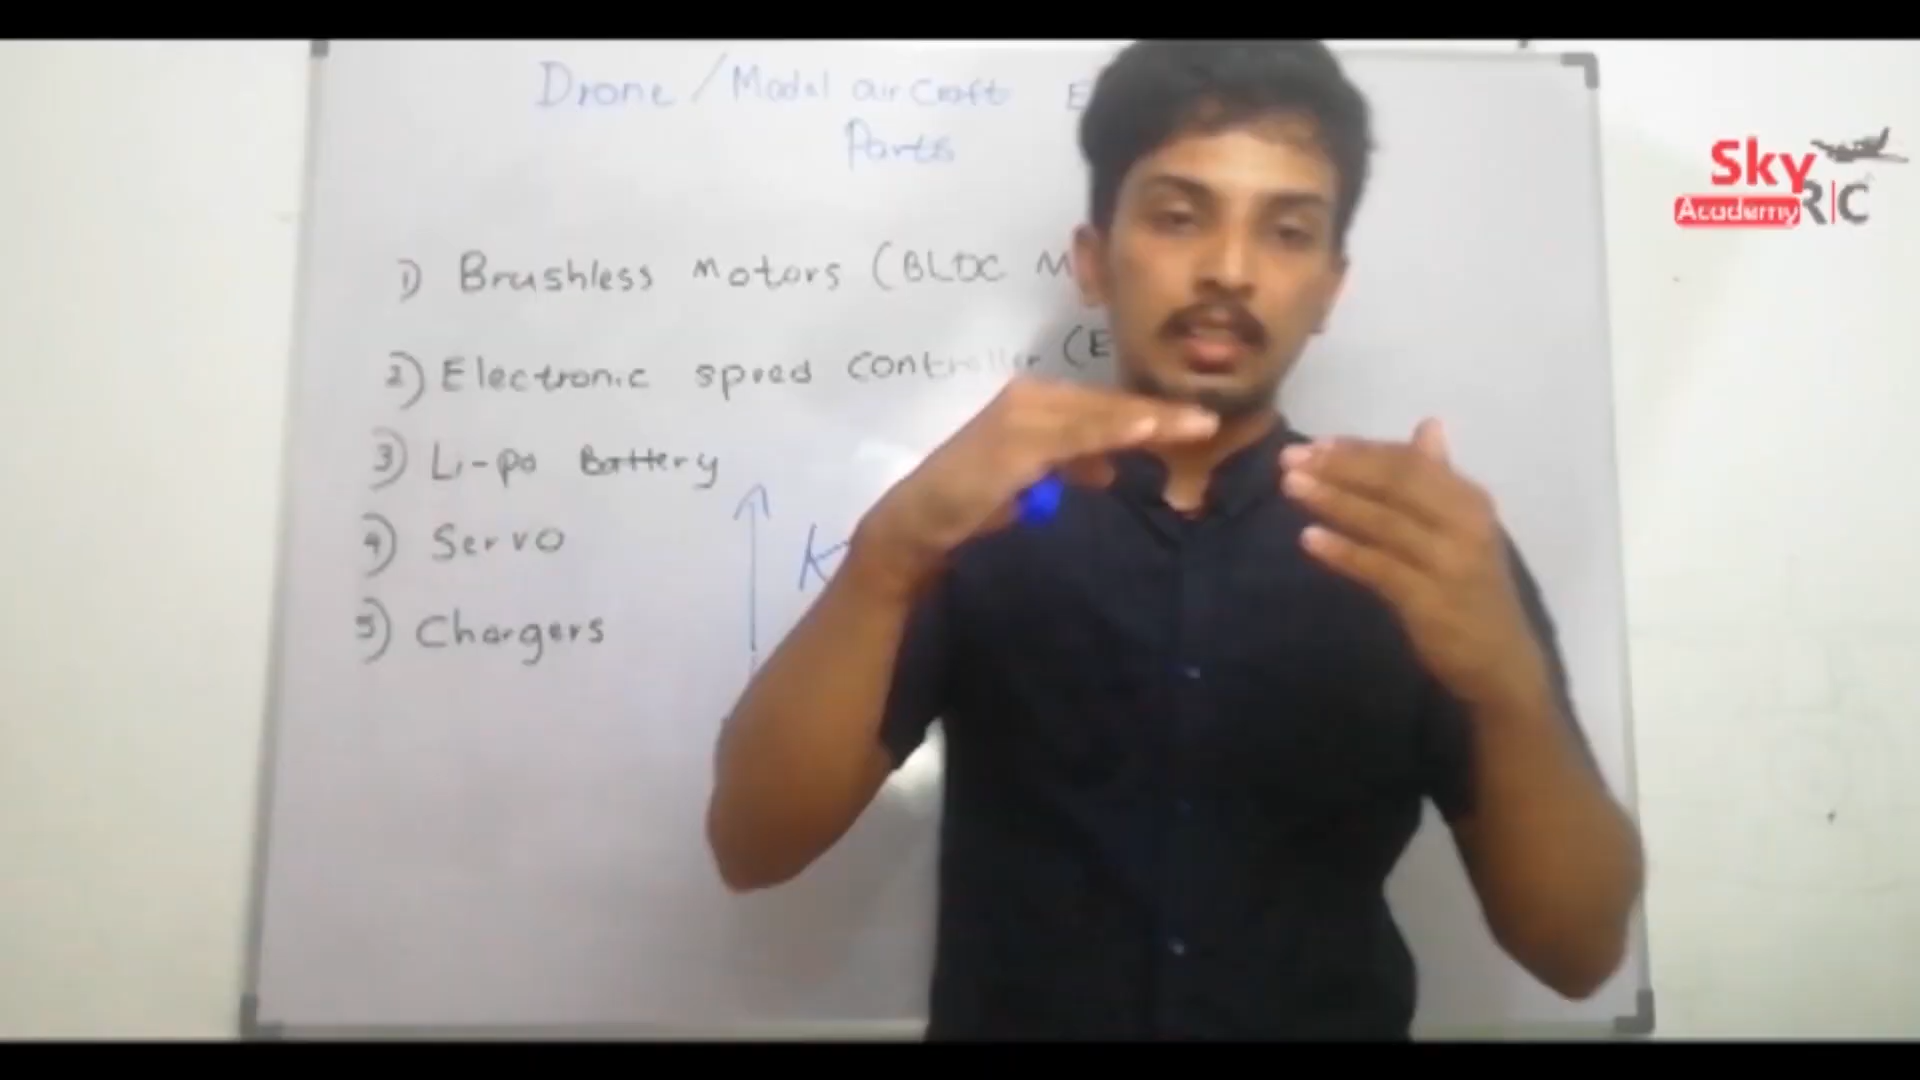 Drone / Model aircraft E
Parts
1) Brushless Motors (BLDC M
2) Electronic speed controller (E
3) Li-po Battery
4) Servo
5) Chargers
K
Sky
Academy R|C